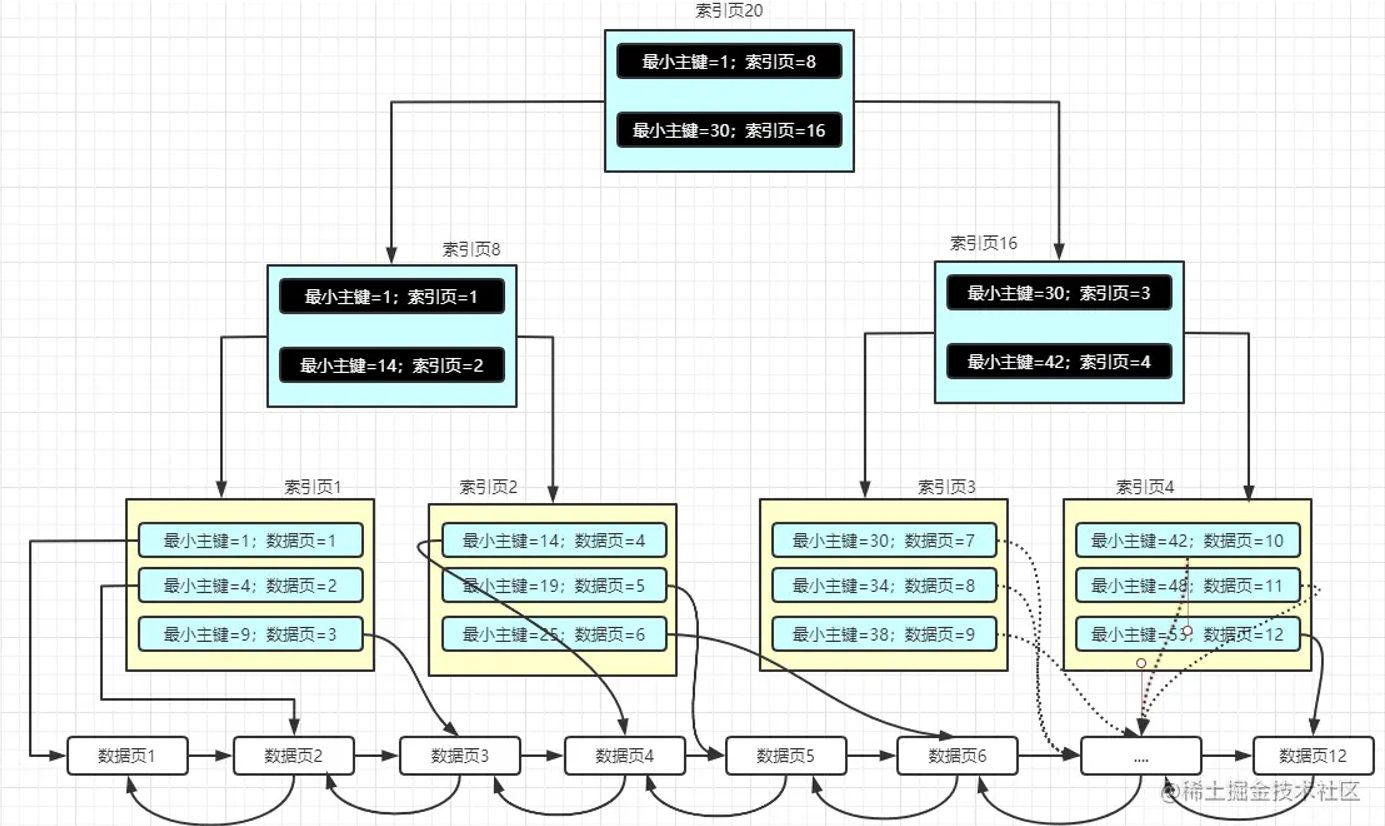 索引页20
最小主键=1；索引页=8
最小主键=30；索引页=16
索引页8
索引页16
最小主键=1；索引页=1
最小主键=14；索引页=2
最小主键=30；索引页=3
最小主键=42；索引页=4
索引页1
索引页2
索引页3
索引页4
最小主键=1；数据页=1
最小主键=4；数据页=2
最小主键=9；数据页=3
最小主键=14；数据页=4
最小主键=19；数据页=5
最小主键=25；数据页=6
最小主键=30；数据页=7
最小主键=34；数据页=8
最小主键=38；数据页=9
最小主键=42；数据页=10
最小主键=48；数据页=11
最小主键=53；数据页=12
数据页1
数据页2
数据页3
数据页4
数据页5
数据页6
....
数据页12
@稀土掘金技术社区